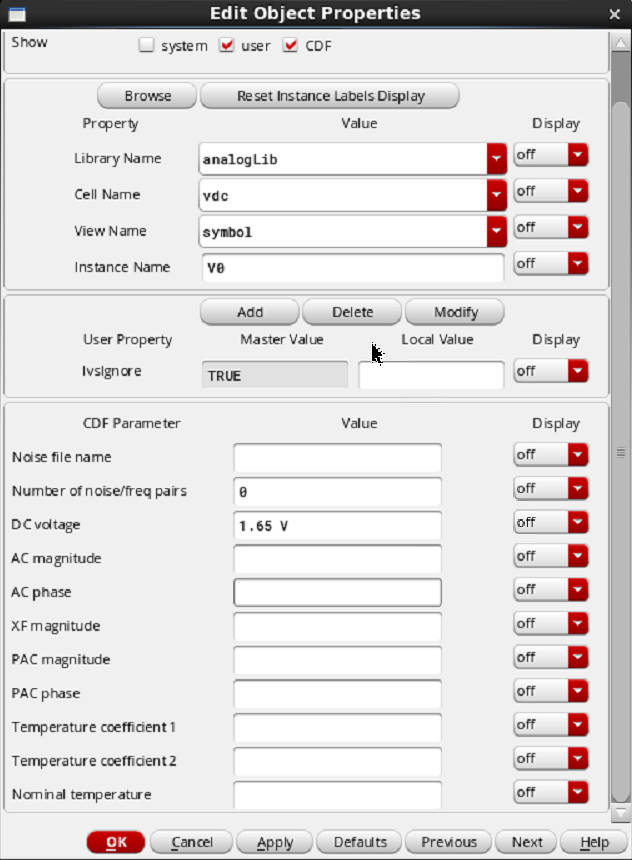 Edit Object Properties
Show system user CDF
Browse Reset Instance Labels Display
Property Value Display
Library Name analogLib off
Cell Name vdc off
View Name symbol off
Instance Name V0 off
Add Delete Modify
User Property Master Value Local Value Display
lvsIgnore TRUE off
CDF Parameter Value Display
Noise file name off
Number of noise/freq pairs 0 off
DC voltage 1.65 V off
AC magnitude off
AC phase off
XF magnitude off
PAC magnitude off
PAC phase off
Temperature coefficient 1 off
Temperature coefficient 2 off
Nominal temperature off
OK Cancel Apply Defaults Previous Next Help